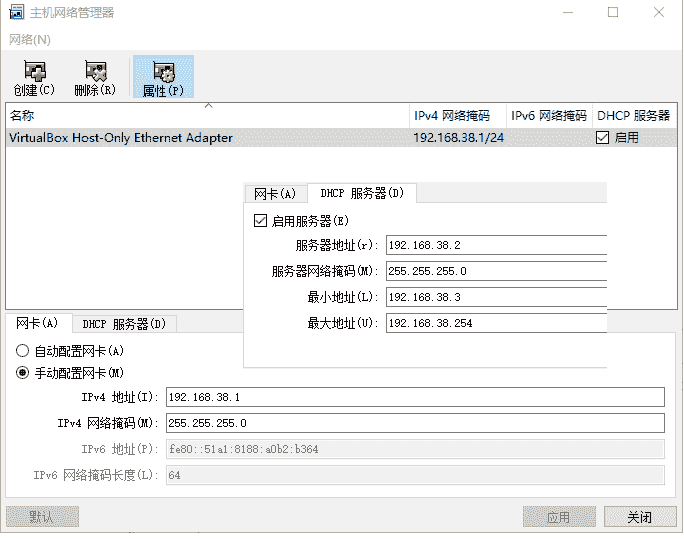 主机网络管理器
网络(N)
创建(C) 删除(R) 属性(P)
名称 IPv4 网络掩码 IPv6 网络掩码 DHCP 服务器
VirtualBox Host-Only Ethernet Adapter 192.168.38.1/24 启用
网卡(A) DHCP 服务器(D)
启用服务器(E)
服务器地址(r): 192.168.38.2
服务器网络掩码(M): 255.255.255.0
最小地址(L): 192.168.38.3
最大地址(U): 192.168.38.254
网卡(A) DHCP 服务器(D)
自动配置网卡(A)
手动配置网卡(M)
IPv4 地址(I): 192.168.38.1
IPv4 网络掩码(M): 255.255.255.0
IPv6 地址(P): fe80::51a1:8188:a0b2:b364
IPv6 网络掩码长度(L): 64
默认 应用 关闭